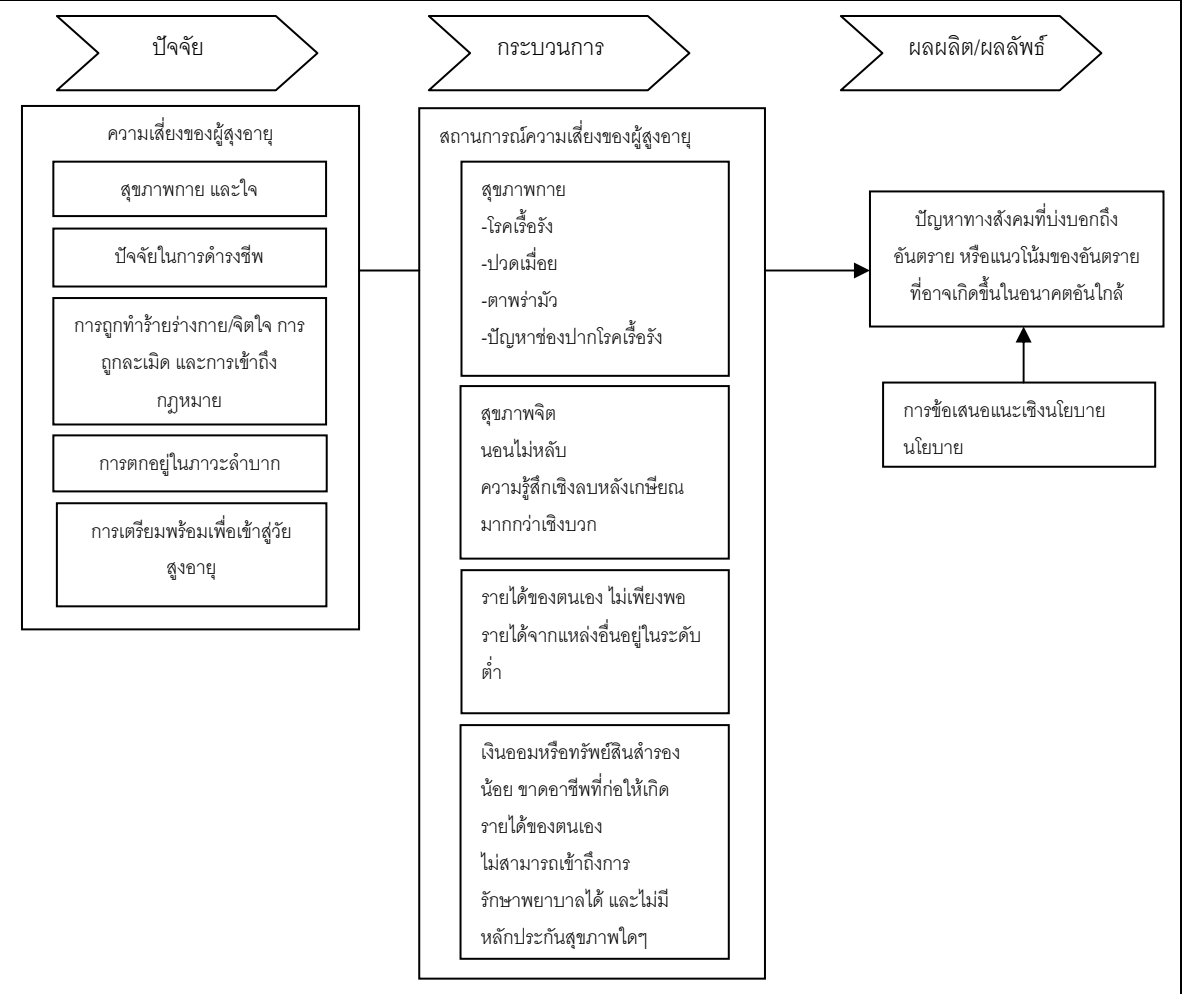 ปัจจัย
กระบวนการ
ผลผลิต/ผลลัพธ์
ความเสี่ยงของผู้สุงอายุ
สุขภาพกาย และใจ
ปัจจัยในการดำรงชีพ
การถูกทำร้ายร่างกาย/จิตใจ การ
ถูกละเมิด และการเข้าถึง
กฎหมาย
การตกอยู่ในภาวะลำบาก
การเตรียมพร้อมเพื่อเข้าสู่วัย
สูงอายุ
สถานการณ์ความเสี่ยงของผู้สูงอายุ
สุขภาพกาย
-โรคเรื้อรัง
-ปวดเมื่อย
-ตาพร่ามัว
-ปัญหาช่องปากโรคเรื้อรัง
สุขภาพจิต
นอนไม่หลับ
ความรู้สึกเชิงลบหลังเกษียณ
มากกว่าเชิงบวก
รายได้ของตนเอง ไม่เพียงพอ
รายได้จากแหล่งอื่นอยู่ในระดับ
ต่ำ
เงินออมหรือทรัพย์สินสำรอง
น้อย ขาดอาชีพที่ก่อให้เกิด
รายได้ของตนเอง
ไม่สามารถเข้าถึงการ
รักษาพยาบาลได้ และไม่มี
หลักประกันสุขภาพใดๆ
ปัญหาทางสังคมที่บ่งบอกถึง
อันตราย หรือแนวโน้มของอันตราย
ที่อาจเกิดขึ้นในอนาคตอันใกล้
การข้อเสนอแนะเชิงนโยบาย
นโยบาย